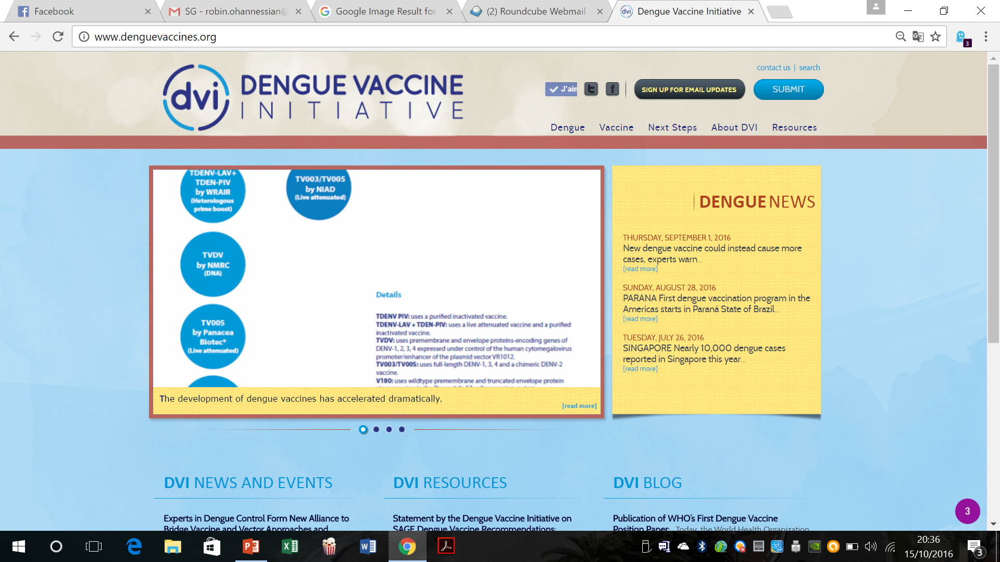 Facebook
SG - robin.ohannessian@
Google Image Result for
(2) Roundcube Webmail
Dengue Vaccine Initiative
www.denguevaccines.org
3
contact us | search
dvi
DENGUE VACCINE
INITIATIVE
J'aim
SIGN UP FOR EMAIL UPDATES
SUBMIT
Dengue Vaccine Next Steps About DVI Resources
TDENV-LAV+
TDEN-PIV
by WRAIR
(Heterologous
prime boost)
TV003/TV005
by NIAD
(Live attenuated)
TVDV
by NMRC
(DNA)
TV005
by Panacea
Biotec*
(Live attenuated)
Details
TDENV PIV: uses a purified inactivated vaccine.
TDENV-LAV + TDEN-PIV: uses a live attenuated vaccine and a purified
inactivated vaccine.
TVDV: uses premembrane and envelope proteins-encoding genes of
DENV-1, 2, 3, 4 expressed under control of the human cytomegalovirus
promoter/enhancer of the plasmid vector VR1012.
TV003/TV005: uses full-length DENV-1, 3, 4 and a chimeric DENV-2
vaccine.
V180: uses wildtype premembrane and truncated envelope protein
The development of dengue vaccines has accelerated dramatically.
[read more]
DENGUE NEWS
THURSDAY, SEPTEMBER 1, 2016
New dengue vaccine could instead cause more
cases, experts warn...
[read more]
SUNDAY, AUGUST 28, 2016
PARANA First dengue vaccination program in the
Americas starts in Paraná State of Brazil...
[read more]
TUESDAY, JULY 26, 2016
SINGAPORE Nearly 10,000 dengue cases
reported in Singapore this year...
[read more]
DVI NEWS AND EVENTS
Experts in Dengue Control Form New Alliance to
Bridge Vaccine and Vector Approaches and
DVI RESOURCES
Statement by the Dengue Vaccine Initiative on
SAGE Dengue Vaccine Recommendations:
DVI BLOG
Publication of WHO's First Dengue Vaccine
Position Paper: Today, the World Health Organization
3
20:36
15/10/2016
3